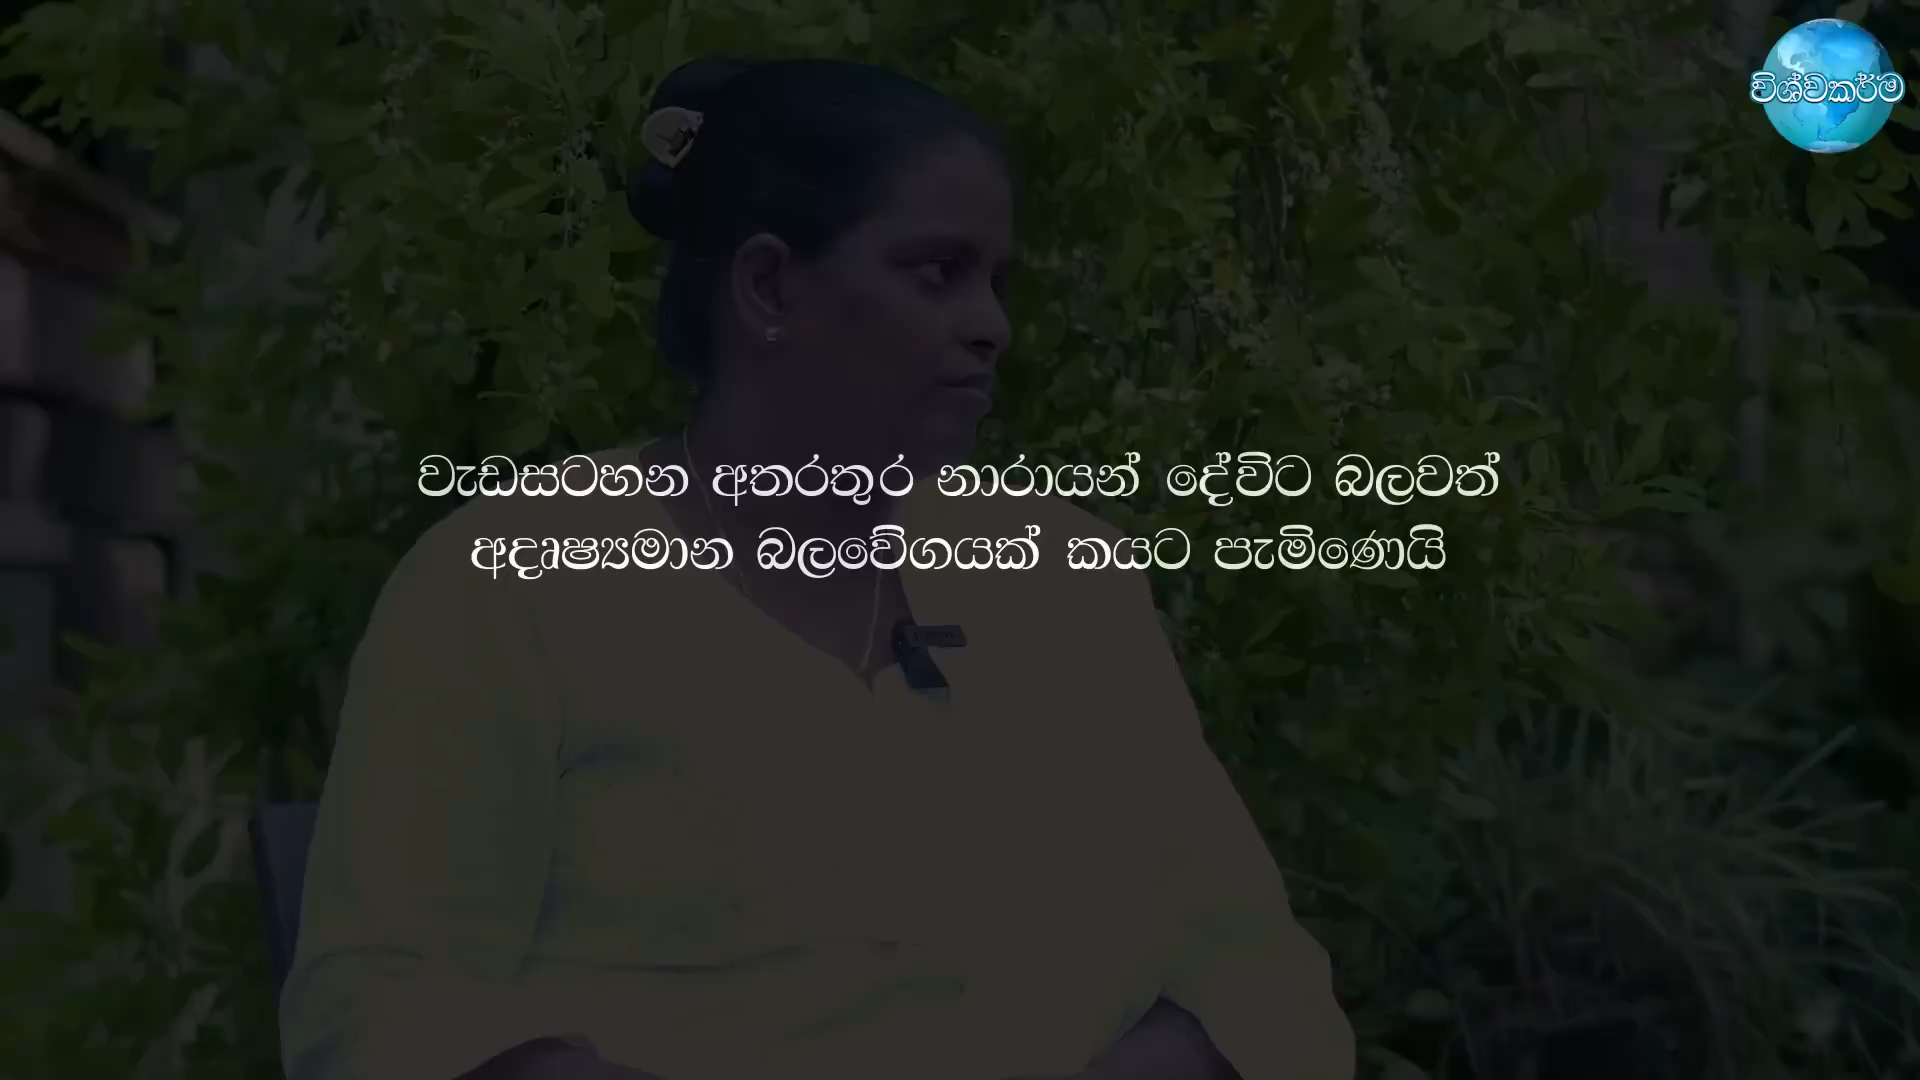 විශ්වකර්ම
වැඩසටහන අතරතුර නාරායන් දේවිට බලවත්
අදෘෂ්‍යමාන බලවේගයක් කයට පැමිණෙයි